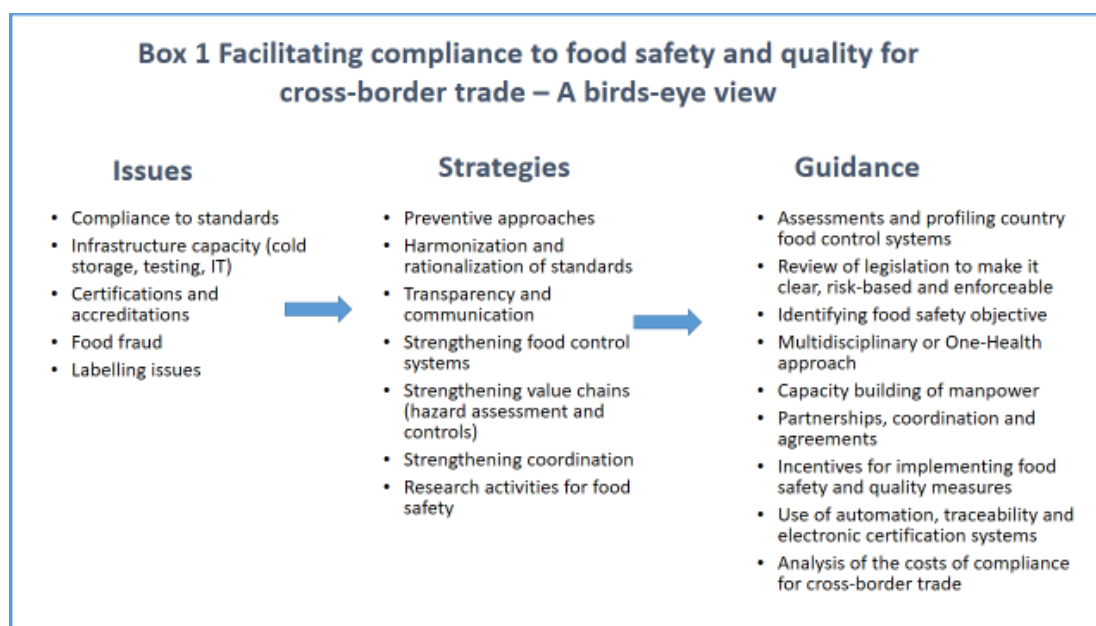 Box 1 Facilitating compliance to food safety and quality for
cross-border trade – A birds-eye view
Issues
• Compliance to standards
• Infrastructure capacity (cold
storage, testing, IT)
• Certifications and
accreditations
• Food fraud
• Labelling issues
Strategies
• Preventive approaches
• Harmonization and
rationalization of standards
• Transparency and
communication
• Strengthening food control
systems
• Strengthening value chains
(hazard assessment and
controls)
• Strengthening coordination
• Research activities for food
safety
Guidance
• Assessments and profiling country
food control systems
• Review of legislation to make it
clear, risk-based and enforceable
• Identifying food safety objective
• Multidisciplinary or One-Health
approach
• Capacity building of manpower
• Partnerships, coordination and
agreements
• Incentives for implementing food
safety and quality measures
• Use of automation, traceability and
electronic certification systems
• Analysis of the costs of compliance
for cross-border trade